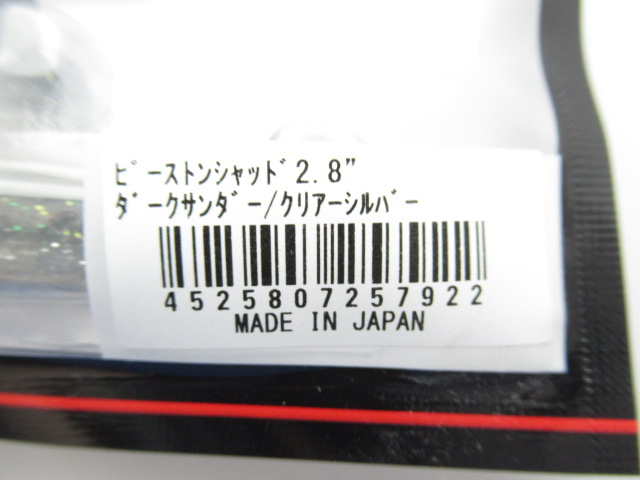 ﾋﾞｰｽﾄﾝｼｬｯﾄﾞ2.8”
ﾀﾞｰｸｻﾝﾀﾞｰ/ｸﾘｱｰｼﾙﾊﾞｰ
4525807257922
MADE IN JAPAN